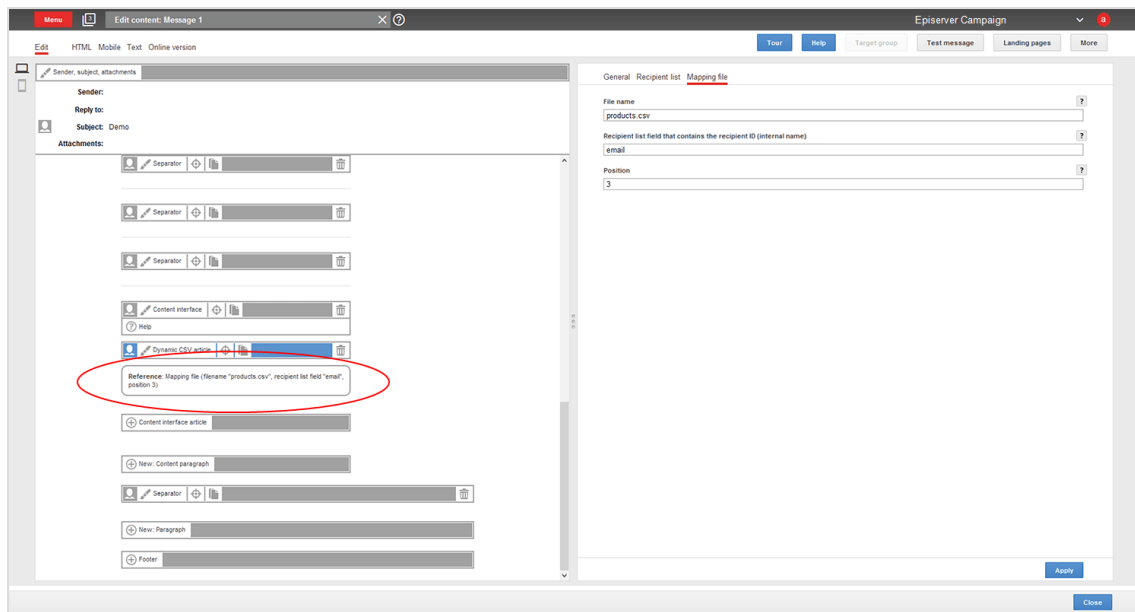 Menu
Edit content: Message 1
Episerver Campaign
a
Edit HTML Mobile Text Online version
Tour Help Target group Test message Landing pages More
Sender, subject, attachments
Sender:
Reply to:
Subject: Demo
Attachments:
Separator
Separator
Separator
Content interface
? Help
Dynamic CSV article
Reference: Mapping file (filename "products.csv", recipient list field "email",
position 3)
Content interface article
New: Content paragraph
Separator
New: Paragraph
Footer
General Recipient list Mapping file
File name ?
products.csv
Recipient list field that contains the recipient ID (internal name) ?
email
Position ?
3
Apply
Close